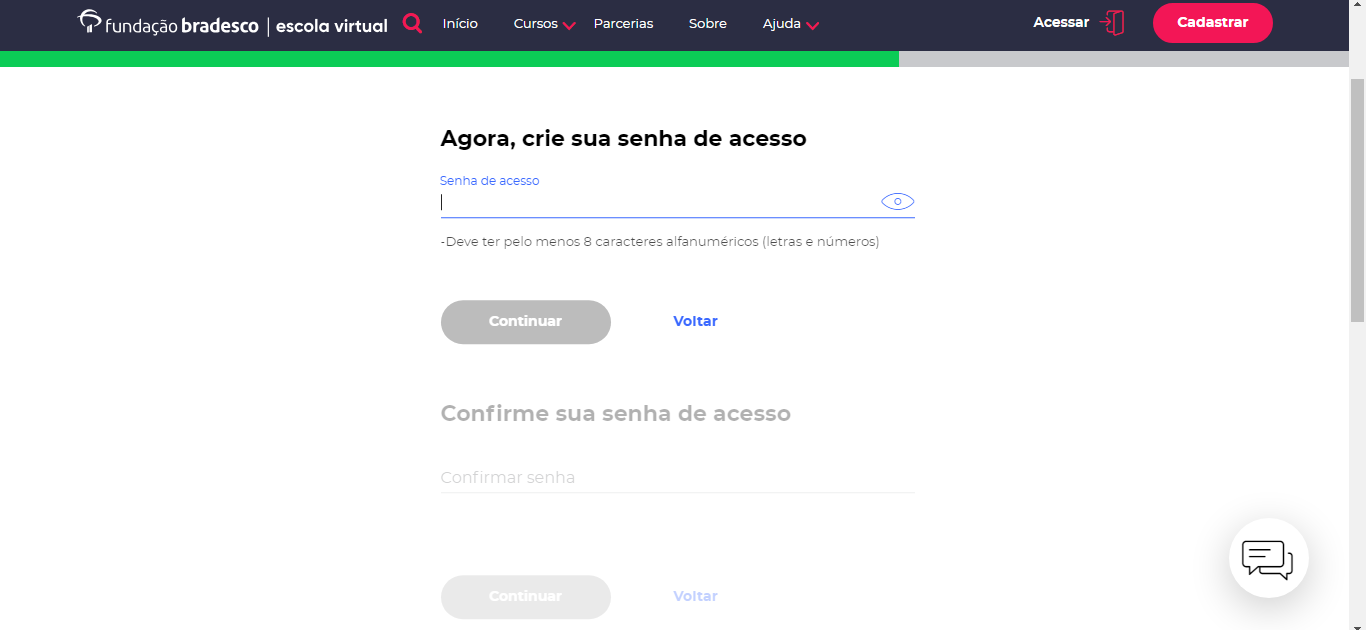 fundação bradesco | escola virtual Início Cursos Parcerias Sobre Ajuda Acessar Cadastrar
Agora, crie sua senha de acesso
Senha de acesso
-Deve ter pelo menos 8 caracteres alfanuméricos (letras e números)
Continuar Voltar
Confirme sua senha de acesso
Confirmar senha
Continuar Voltar